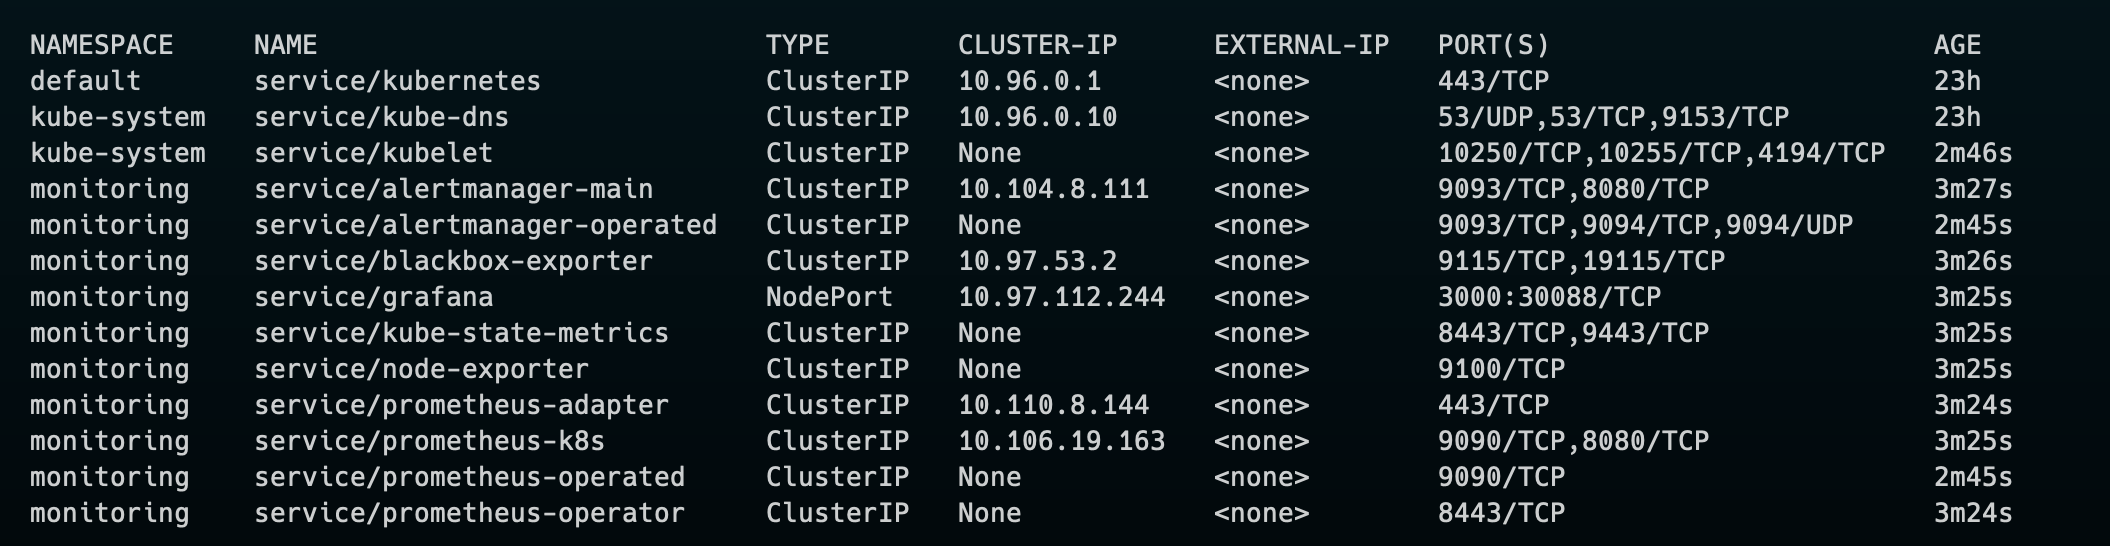 NAMESPACE     NAME                            TYPE        CLUSTER-IP      EXTERNAL-IP   PORT(S)                        AGE
default       service/kubernetes              ClusterIP   10.96.0.1       <none>        443/TCP                        23h
kube-system   service/kube-dns                ClusterIP   10.96.0.10      <none>        53/UDP,53/TCP,9153/TCP         23h
kube-system   service/kubelet                 ClusterIP   None            <none>        10250/TCP,10255/TCP,4194/TCP   2m46s
monitoring    service/alertmanager-main       ClusterIP   10.104.8.111    <none>        9093/TCP,8080/TCP              3m27s
monitoring    service/alertmanager-operated   ClusterIP   None            <none>        9093/TCP,9094/TCP,9094/UDP     2m45s
monitoring    service/blackbox-exporter       ClusterIP   10.97.53.2      <none>        9115/TCP,19115/TCP             3m26s
monitoring    service/grafana                 NodePort    10.97.112.244   <none>        3000:30088/TCP                 3m25s
monitoring    service/kube-state-metrics      ClusterIP   None            <none>        8443/TCP,9443/TCP              3m25s
monitoring    service/node-exporter           ClusterIP   None            <none>        9100/TCP                       3m25s
monitoring    service/prometheus-adapter      ClusterIP   10.110.8.144    <none>        443/TCP                        3m24s
monitoring    service/prometheus-k8s          ClusterIP   10.106.19.163   <none>        9090/TCP,8080/TCP              3m25s
monitoring    service/prometheus-operated     ClusterIP   None            <none>        9090/TCP                       2m45s
monitoring    service/prometheus-operator     ClusterIP   None            <none>        8443/TCP                       3m24s